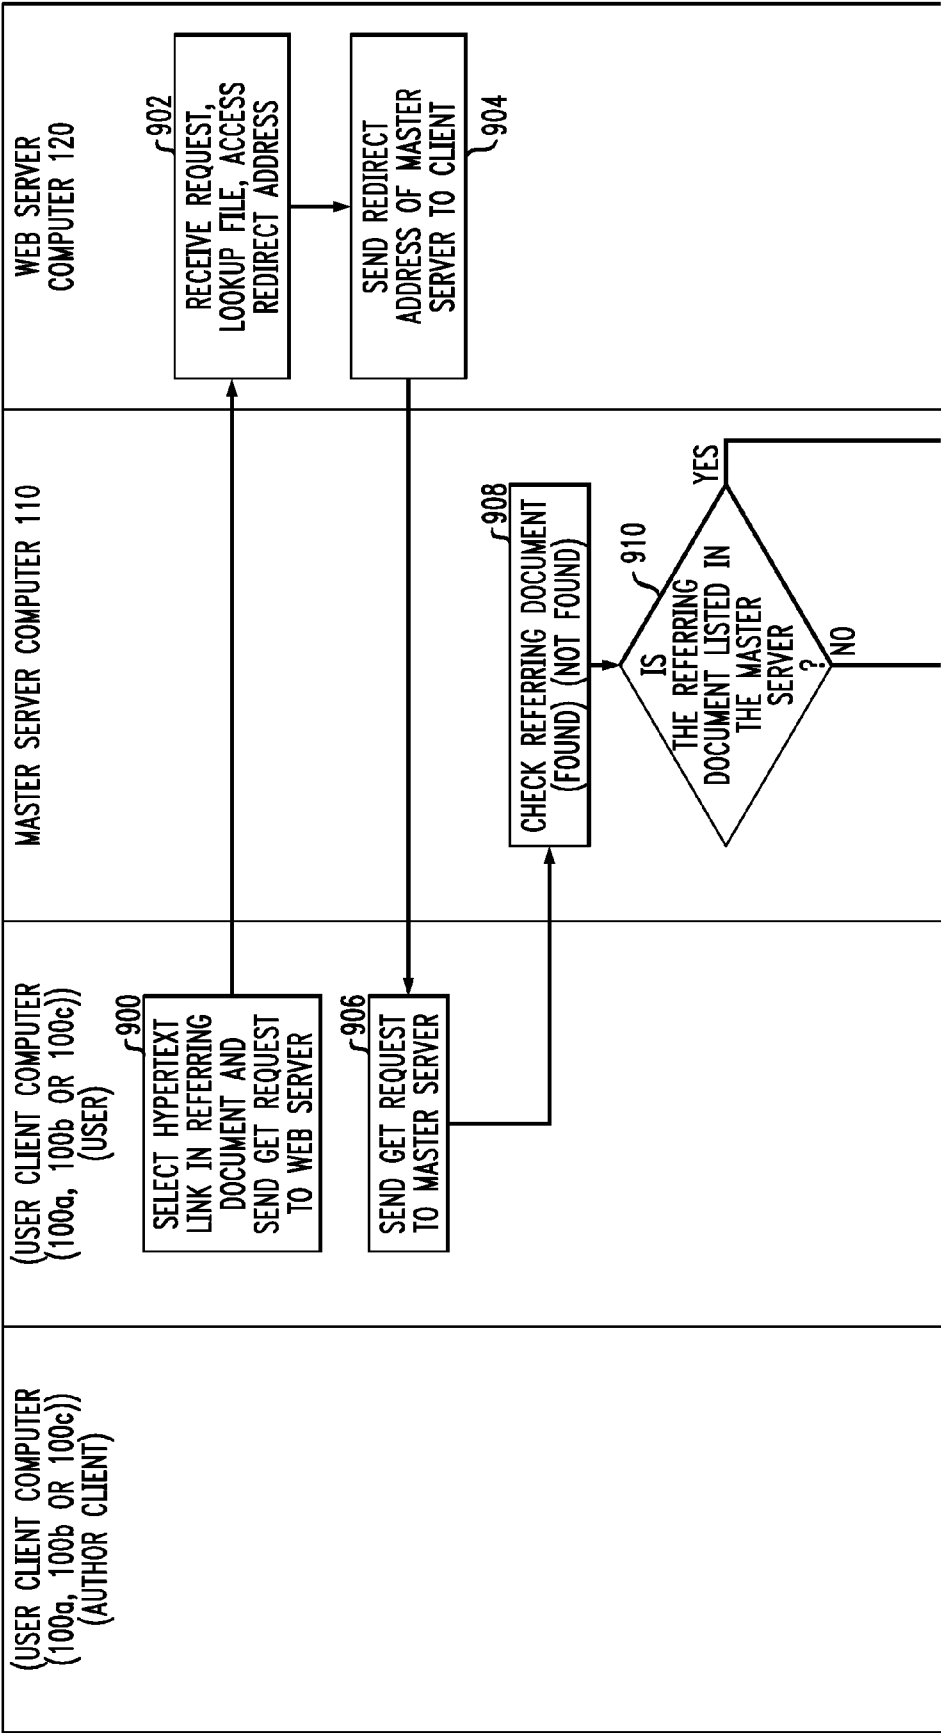 (USER CLIENT COMPUTER
(100a, 100b OR 100c))
(AUTHOR CLIENT)
(USER CLIENT COMPUTER
(100a, 100b OR 100c))
(USER)
MASTER SERVER COMPUTER 110
WEB SERVER
COMPUTER 120
900
SELECT HYPERTEXT
LINK IN REFERRING
DOCUMENT AND
SEND GET REQUEST
TO WEB SERVER
902
RECEIVE REQUEST,
LOOKUP FILE, ACCESS
REDIRECT ADDRESS
SEND REDIRECT
ADDRESS OF MASTER
SERVER TO CLIENT
904
906
SEND GET REQUEST
TO MASTER SERVER
908
CHECK REFERRING DOCUMENT
(FOUND) (NOT FOUND)
910
IS
THE REFERRING
DOCUMENT LISTED IN
THE MASTER
SERVER
?
YES
NO